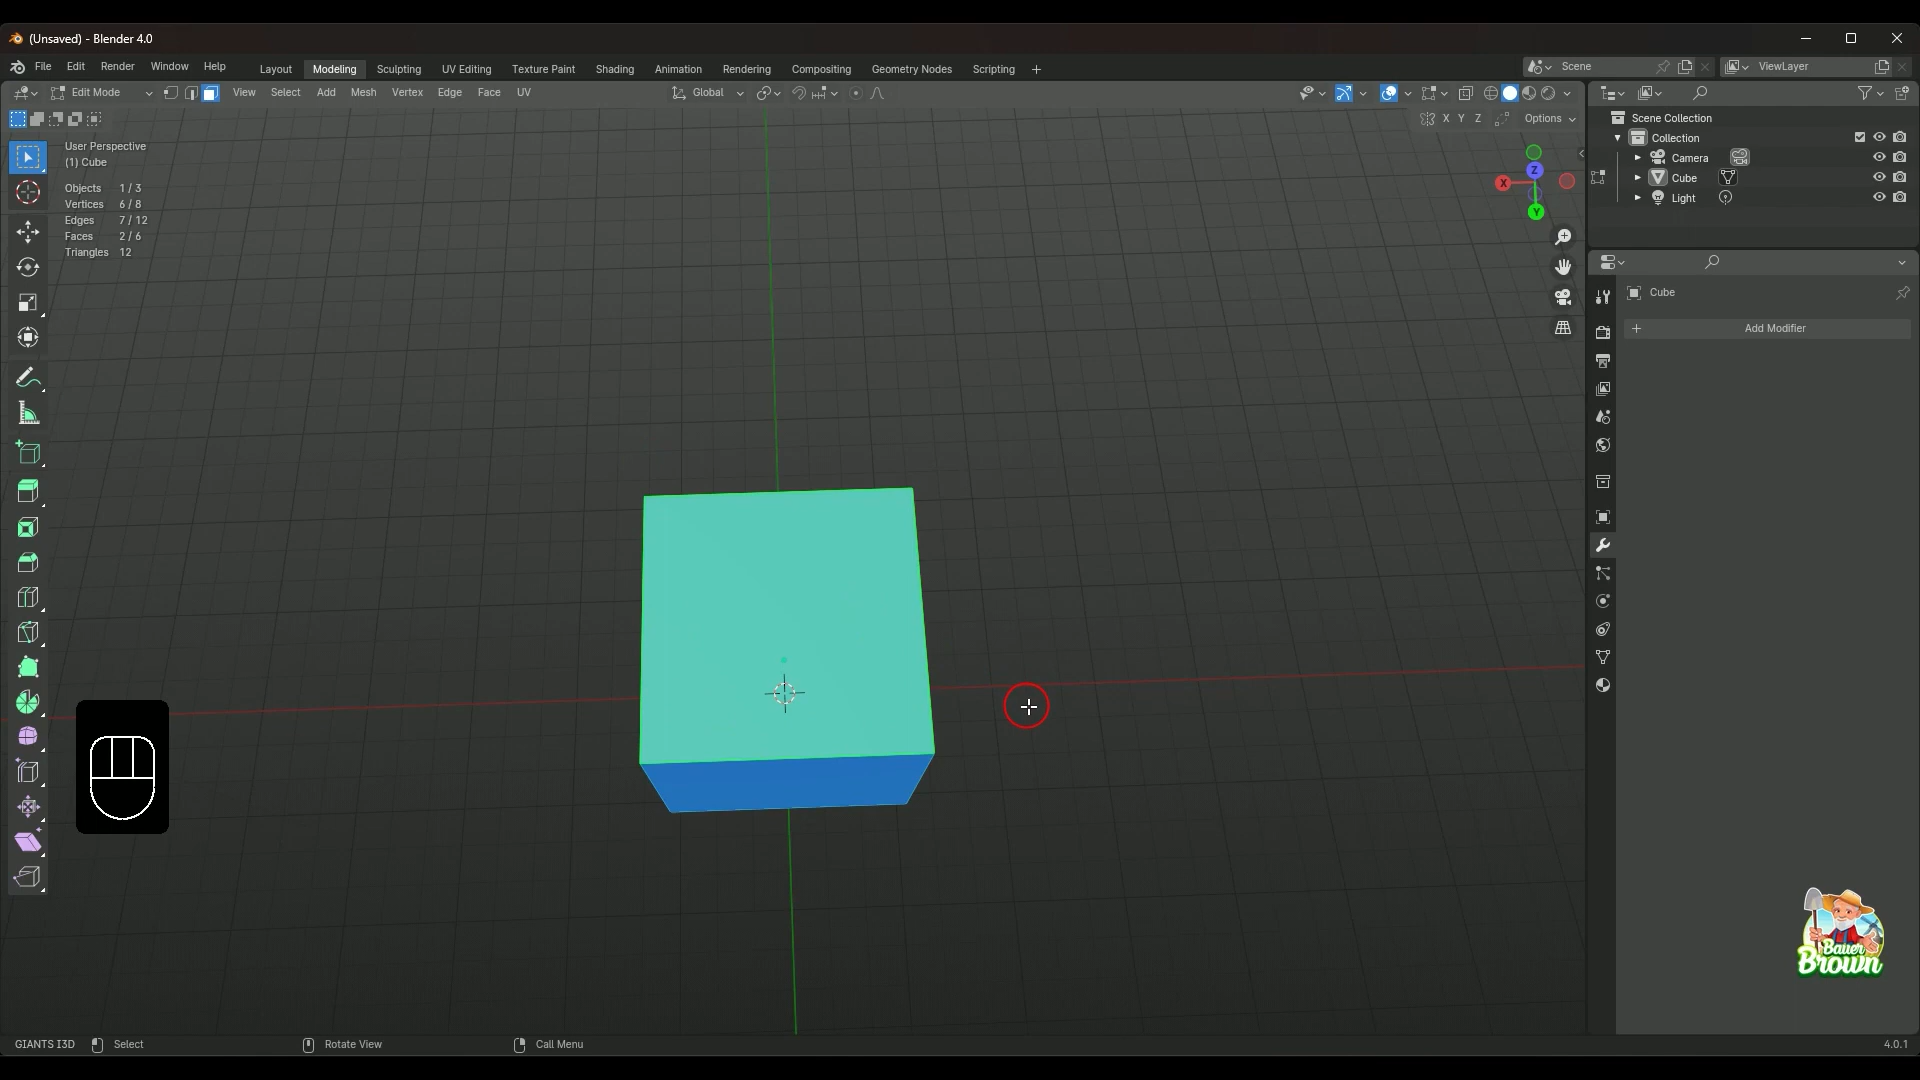 (Unsaved) - Blender 4.0
File Edit Render Window Help Layout Modeling Sculpting UV Editing Texture Paint Shading Animation Rendering Compositing Geometry Nodes Scripting + Scene ViewLayer
Edit Mode View Select Add Mesh Vertex Edge Face UV Global
X Y Z Options
User Perspective
(1) Cube
Objects 1 / 3
Vertices 6 / 8
Edges 7 / 12
Faces 2 / 6
Triangles 12
Z
X
Y
Scene Collection
Collection
Camera
Cube
Light
Cube
+ Add Modifier
Bauer
Brown
GIANTS I3D Select Rotate View Call Menu 4.0.1